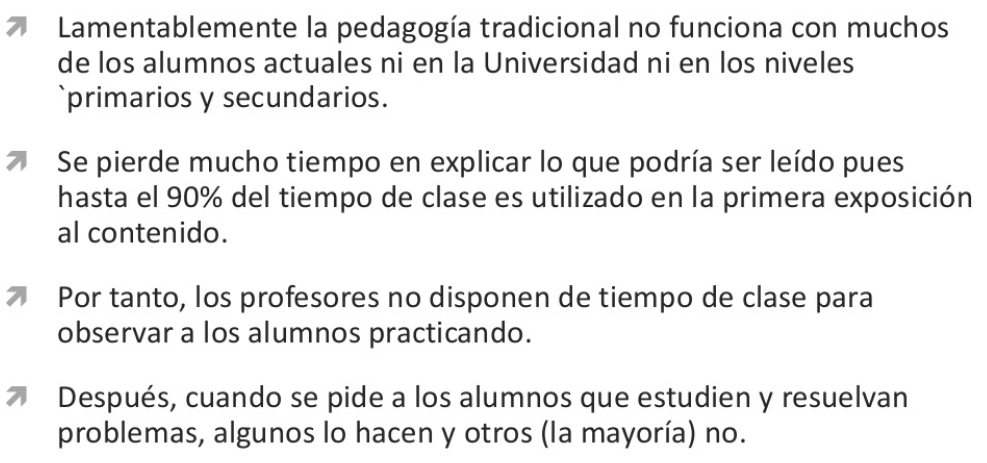 Lamentablemente la pedagogía tradicional no funciona con muchos
de los alumnos actuales ni en la Universidad ni en los niveles
`primarios y secundarios.
Se pierde mucho tiempo en explicar lo que podría ser leído pues
hasta el 90% del tiempo de clase es utilizado en la primera exposición
al contenido.
Por tanto, los profesores no disponen de tiempo de clase para
observar a los alumnos practicando.
Después, cuando se pide a los alumnos que estudien y resuelvan
problemas, algunos lo hacen y otros (la mayoría) no.